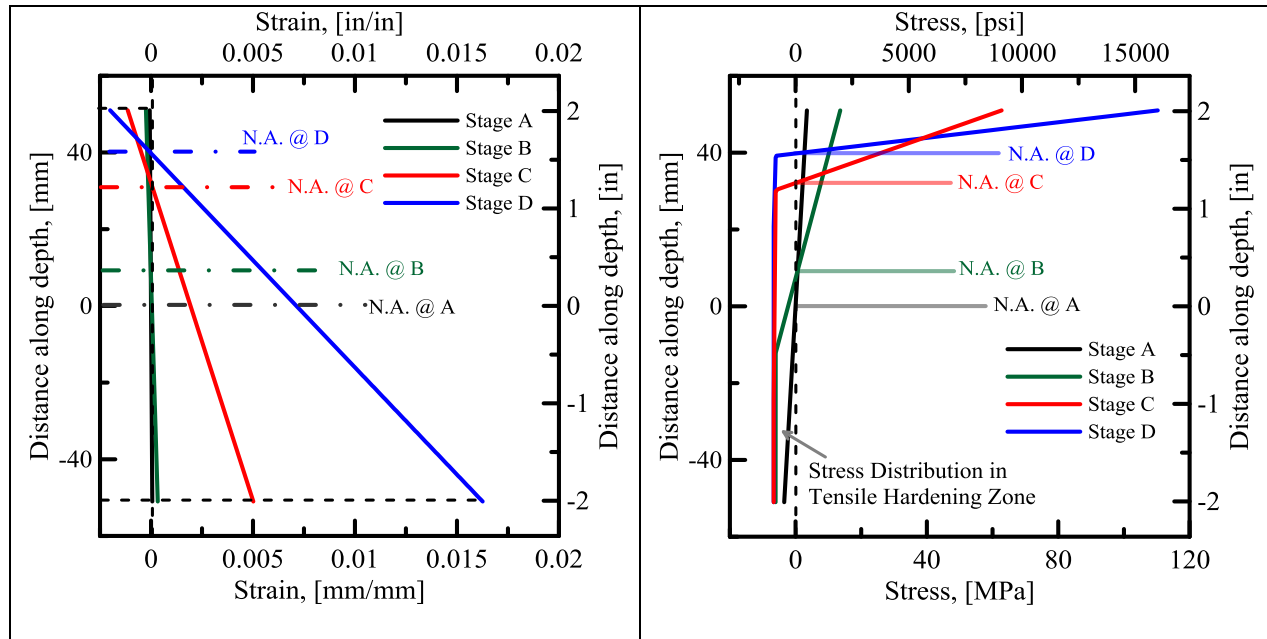 Strain, [in/in]
0 0.005 0.01 0.015 0.02
Distance along depth, [mm]
40
0
-40
N.A. @ D
N.A. @ C
N.A. @ B
N.A. @ A
Stage A
Stage B
Stage C
Stage D
2
1
0
-1
-2
Distance along depth, [in]
0 0.005 0.01 0.015 0.02
Strain, [mm/mm]
Stress, [psi]
0 5000 10000 15000
Distance along depth, [mm]
40
0
-40
N.A. @ D
N.A. @ C
N.A. @ B
N.A. @ A
Stage A
Stage B
Stage C
Stage D
Stress Distribution in
Tensile Hardening Zone
2
1
0
-1
-2
Distance along depth, [in]
0 40 80 120
Stress, [MPa]